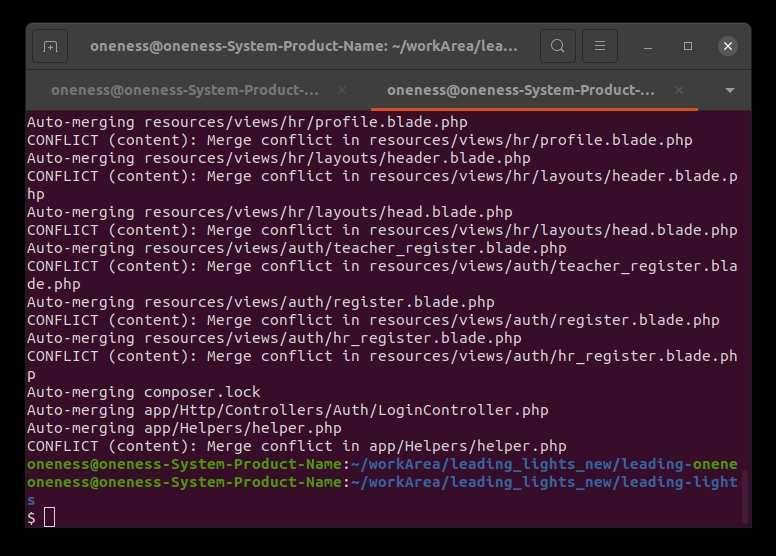 oneness@oneness-System-Product-Name: ~/workArea/lea...
oneness@oneness-System-Product-...
oneness@oneness-System-Product-...
Auto-merging resources/views/hr/profile.blade.php
CONFLICT (content): Merge conflict in resources/views/hr/profile.blade.php
Auto-merging resources/views/hr/layouts/header.blade.php
CONFLICT (content): Merge conflict in resources/views/hr/layouts/header.blade.p
hp
Auto-merging resources/views/hr/layouts/head.blade.php
CONFLICT (content): Merge conflict in resources/views/hr/layouts/head.blade.php
Auto-merging resources/views/auth/teacher_register.blade.php
CONFLICT (content): Merge conflict in resources/views/auth/teacher_register.bla
de.php
Auto-merging resources/views/auth/register.blade.php
CONFLICT (content): Merge conflict in resources/views/auth/register.blade.php
Auto-merging resources/views/auth/hr_register.blade.php
CONFLICT (content): Merge conflict in resources/views/auth/hr_register.blade.ph
p
Auto-merging composer.lock
Auto-merging app/Http/Controllers/Auth/LoginController.php
Auto-merging app/Helpers/helper.php
CONFLICT (content): Merge conflict in app/Helpers/helper.php
oneness@oneness-System-Product-Name:~/workArea/leading_lights_new/leading-onene
oneness@oneness-System-Product-Name:~/workArea/leading_lights_new/leading-light
s
$